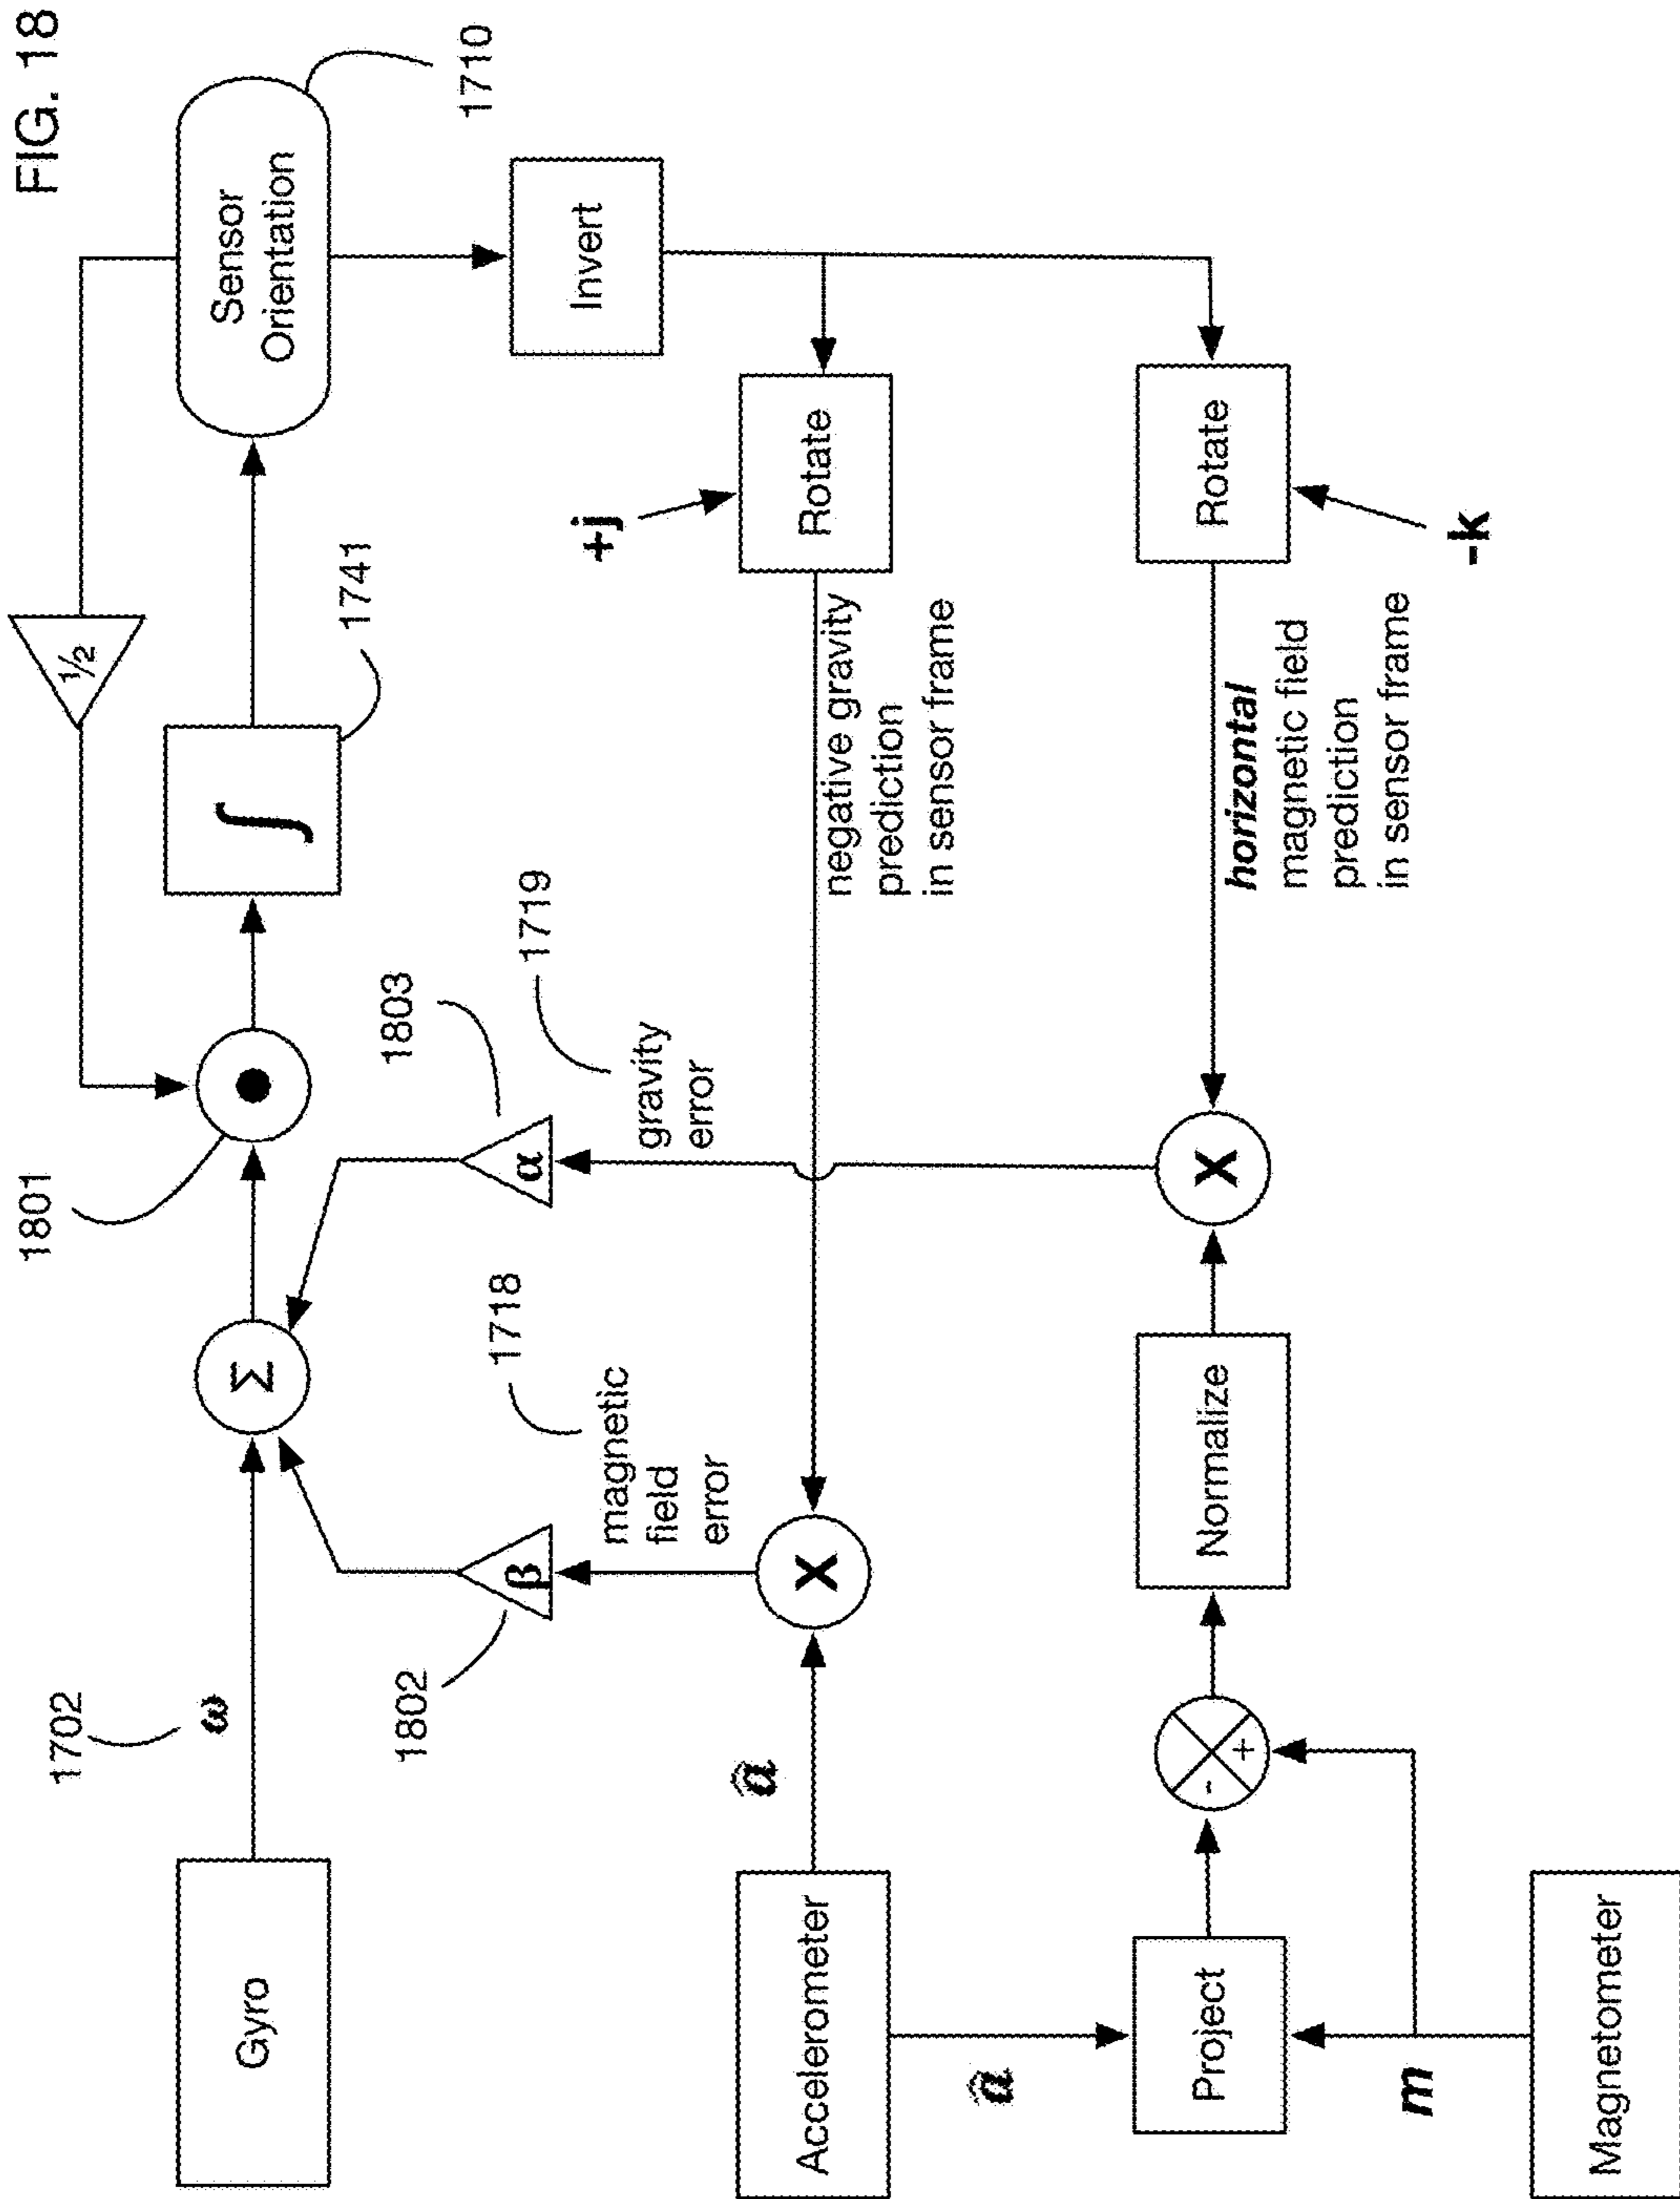 FIG. 18
1801
1702
ω
Gyro
Σ
½
∫
1741
Sensor
Orientation
1710
1802
β
1718
magnetic
field
error
α
1803
1719
gravity
error
Invert
Accelerometer
â
X
negative gravity
prediction
in sensor frame
+j
Rotate
â
Project
-
+
Normalize
X
horizontal
magnetic field
prediction
in sensor frame
Rotate
-k
m
Magnetometer